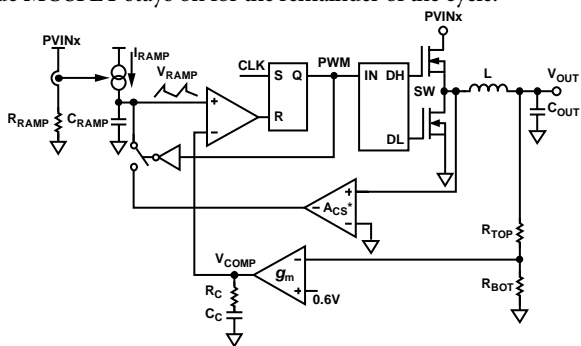 de MOSFET stays on for the remainder of the cycle.
PVINx
PVINx
IRAMP
VRAMP
CLK
S Q
R
PWM
IN DH
DL
SW
L
VOUT
COUT
RRAMP
CRAMP
+
−
+
− ACS*
−
RTOP
VCOMP
gm
−
+
0.6V
RBOT
RC
CC